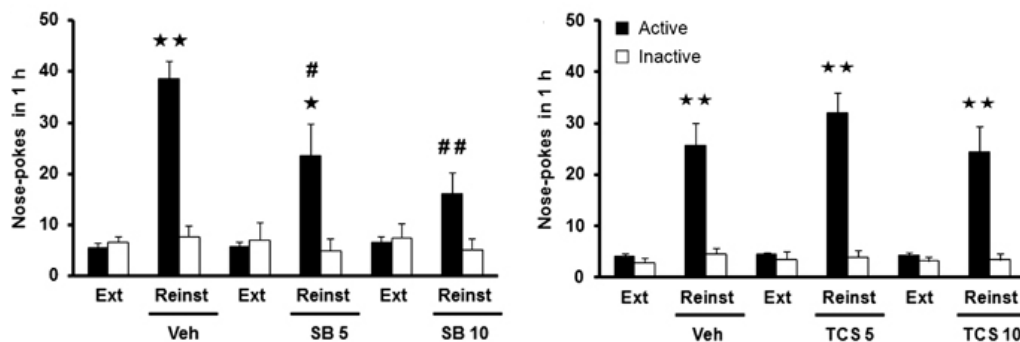 Nose-pokes in 1 h
50
40
30
20
10
0
★★
#
★
##
Ext Reinst Ext Reinst Ext Reinst
Veh SB 5 SB 10
Nose-pokes in 1 h
50
40
30
20
10
0
Active
Inactive
★★
★★
★★
Ext Reinst Ext Reinst Ext Reinst
Veh TCS 5 TCS 10